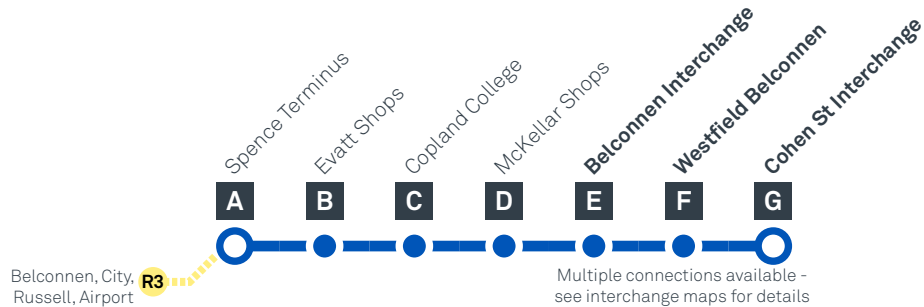 Spence Terminus
Evatt Shops
Copland College
McKellar Shops
Belconnen Interchange
Westfield Belconnen
Cohen St Interchange
A
B
C
D
E
F
G
Belconnen, City,
Russell, Airport
R3
Multiple connections available -
see interchange maps for details